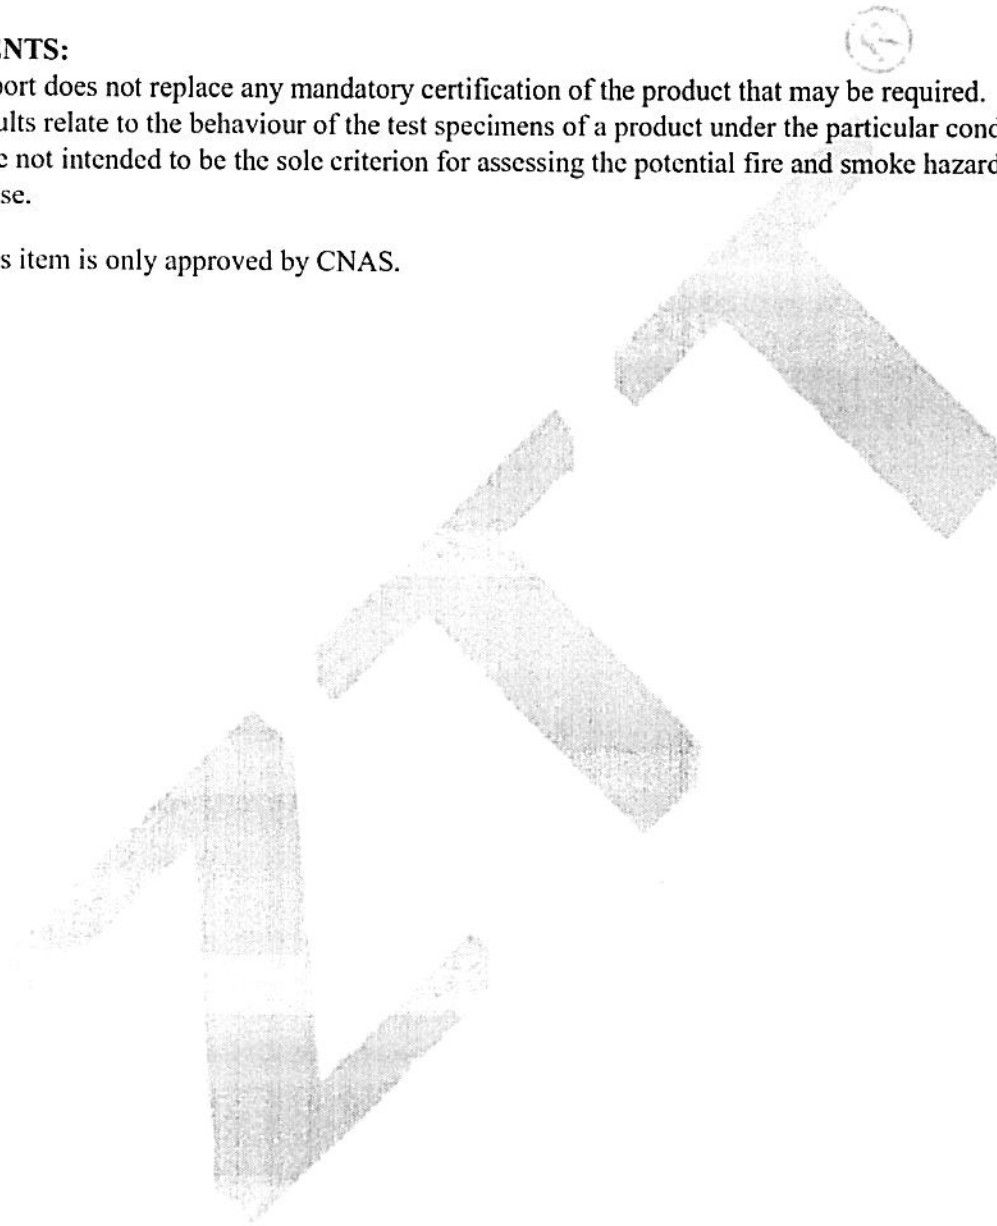 ENTS:
port does not replace any mandatory certification of the product that may be required.
ults relate to the behaviour of the test specimens of a product under the particular cond
e not intended to be the sole criterion for assessing the potential fire and smoke hazard
se.
s item is only approved by CNAS.
ZTT